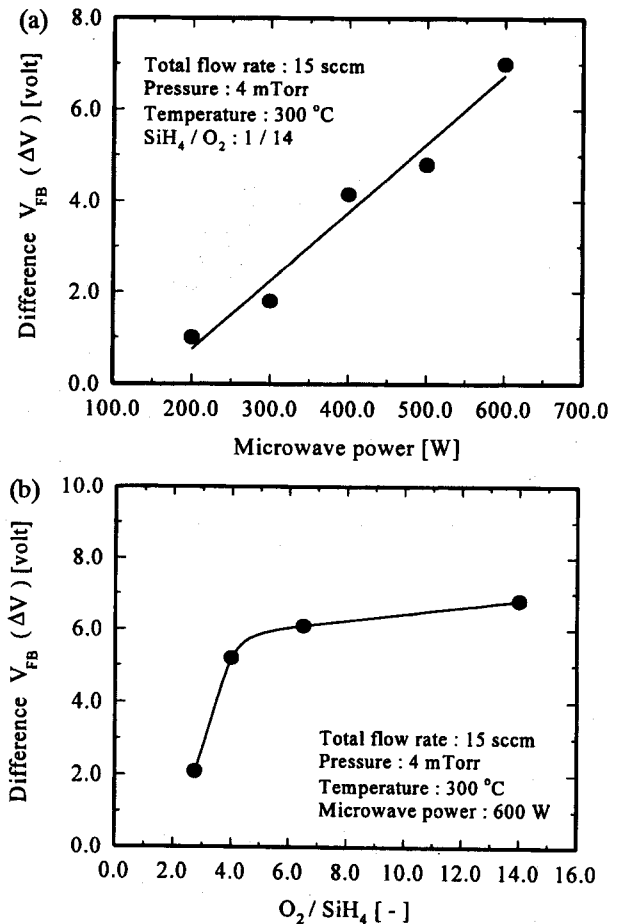 (a)
8.0
6.0
4.0
2.0
0.0
Difference V_FB (ΔV) [volt]
Total flow rate : 15 sccm
Pressure : 4 mTorr
Temperature : 300 °C
SiH4 / O2 : 1 / 14
100.0 200.0 300.0 400.0 500.0 600.0 700.0
Microwave power [W]
(b)
10.0
8.0
6.0
4.0
2.0
0.0
Difference V_FB (ΔV) [volt]
Total flow rate : 15 sccm
Pressure : 4 mTorr
Temperature : 300 °C
Microwave power : 600 W
0.0 2.0 4.0 6.0 8.0 10.0 12.0 14.0 16.0
O2 / SiH4 [ - ]